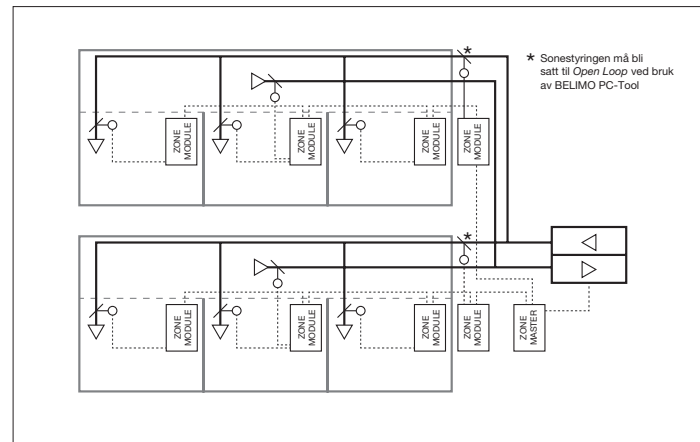 * Sonestyringen må bli
satt til Open Loop ved bruk
av BELIMO PC-Tool
*
ZONE
MODULE
ZONE
MODULE
ZONE
MODULE
ZONE
MODULE
*
ZONE
MODULE
ZONE
MODULE
ZONE
MODULE
ZONE
MODULE
ZONE
MASTER